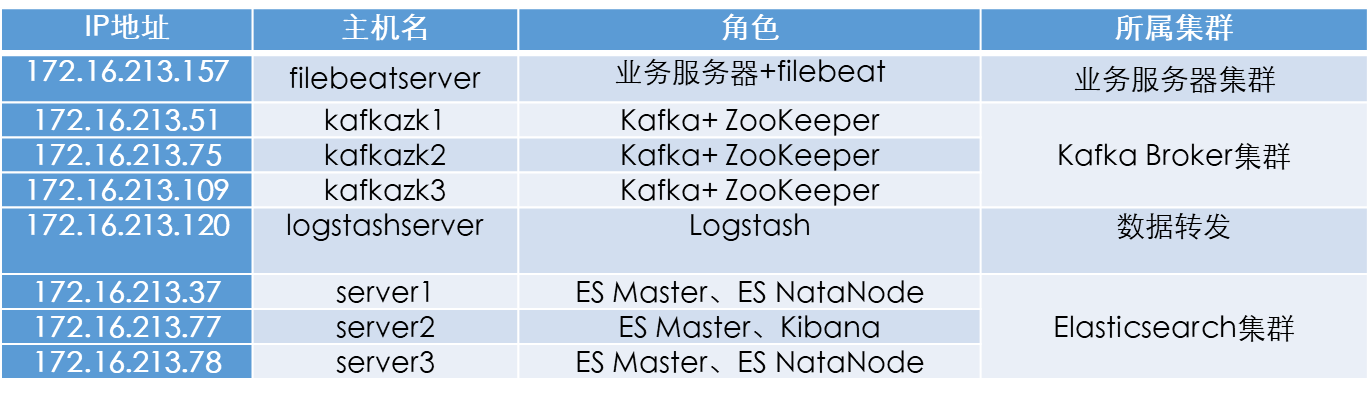 IP地址 主机名 角色 所属集群
172.16.213.157 filebeatserver 业务服务器+filebeat 业务服务器集群
172.16.213.51 kafkazk1 Kafka+ ZooKeeper
172.16.213.75 kafkazk2 Kafka+ ZooKeeper Kafka Broker集群
172.16.213.109 kafkazk3 Kafka+ ZooKeeper
172.16.213.120 logstashserver Logstash 数据转发
172.16.213.37 server1 ES Master、ES NataNode
172.16.213.77 server2 ES Master、Kibana Elasticsearch集群
172.16.213.78 server3 ES Master、ES NataNode